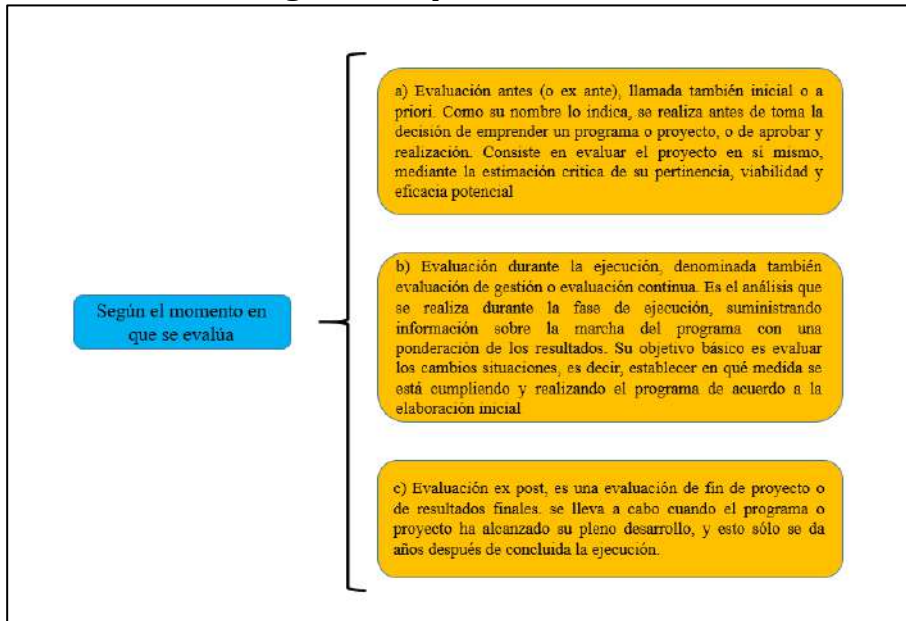 Según el momento en
que se evalúa
a) Evaluación antes (o ex ante), llamada también inicial o a
priori. Como su nombre lo indica, se realiza antes de toma la
decisión de emprender un programa o proyecto, o de aprobar y
realización. Consiste en evaluar el proyecto en si mismo,
mediante la estimación critica de su pertinencia, viabilidad y
eficacia potencial
b) Evaluación durante la ejecución, denominada también
evaluación de gestión o evaluación continua. Es el análisis que
se realiza durante la fase de ejecución, suministrando
información sobre la marcha del programa con una
ponderación de los resultados. Su objetivo básico es evaluar
los cambios situaciones, es decir, establecer en qué medida se
está cumpliendo y realizando el programa de acuerdo a la
elaboración inicial
c) Evaluación ex post, es una evaluación de fin de proyecto o
de resultados finales. se lleva a cabo cuando el programa o
proyecto ha alcanzado su pleno desarrollo, y esto sólo se da
años después de concluida la ejecución.